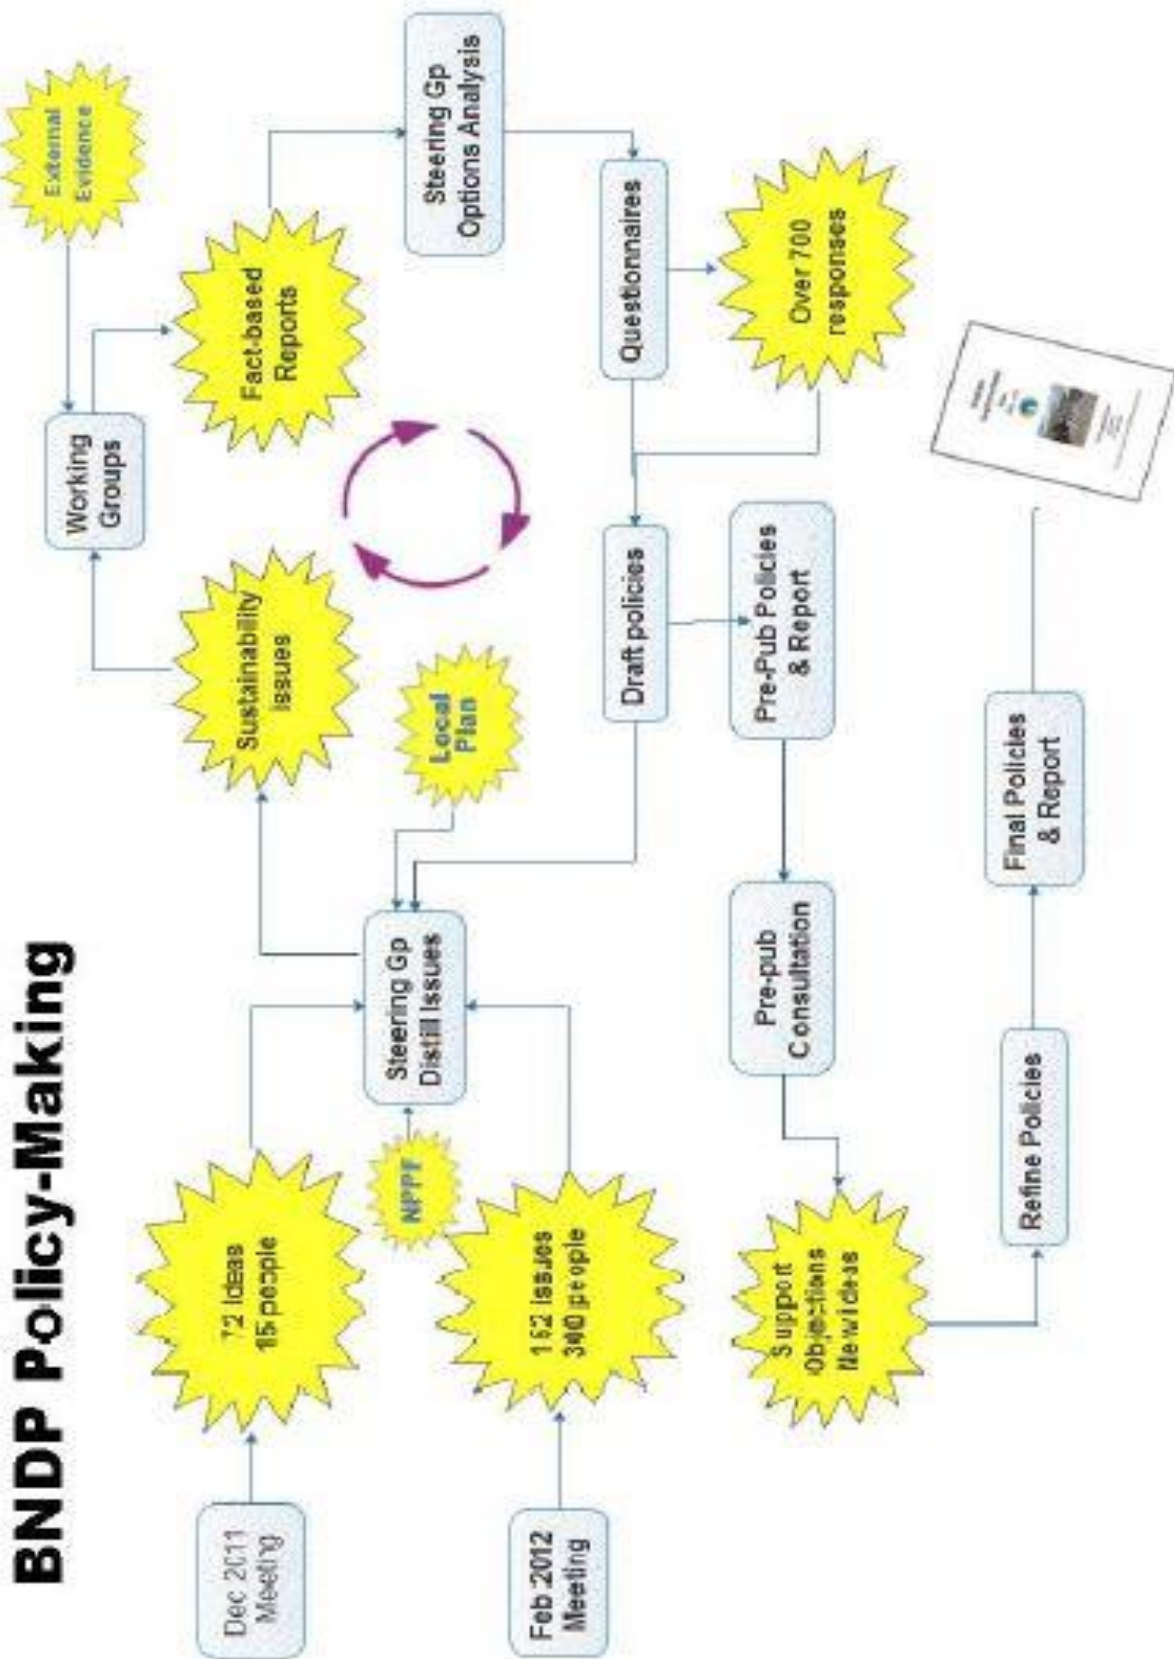 BNDP Policy-Making
Dec 2011
Meeting
72 Ideas
15 people
Feb 2012
Meeting
162 issues
300 people
NPPF
Steering Gp
Distill Issues
Local
Plan
Sustainability
issues
Working
Groups
External
Evidence
Fact-based
Reports
Steering Gp
Options Analysis
Questionnaires
Over 700
responses
Draft policies
Pre-Pub Policies
& Report
Pre-pub
Consultation
Support
Objections
New ideas
Refine Policies
Final Policies
& Report